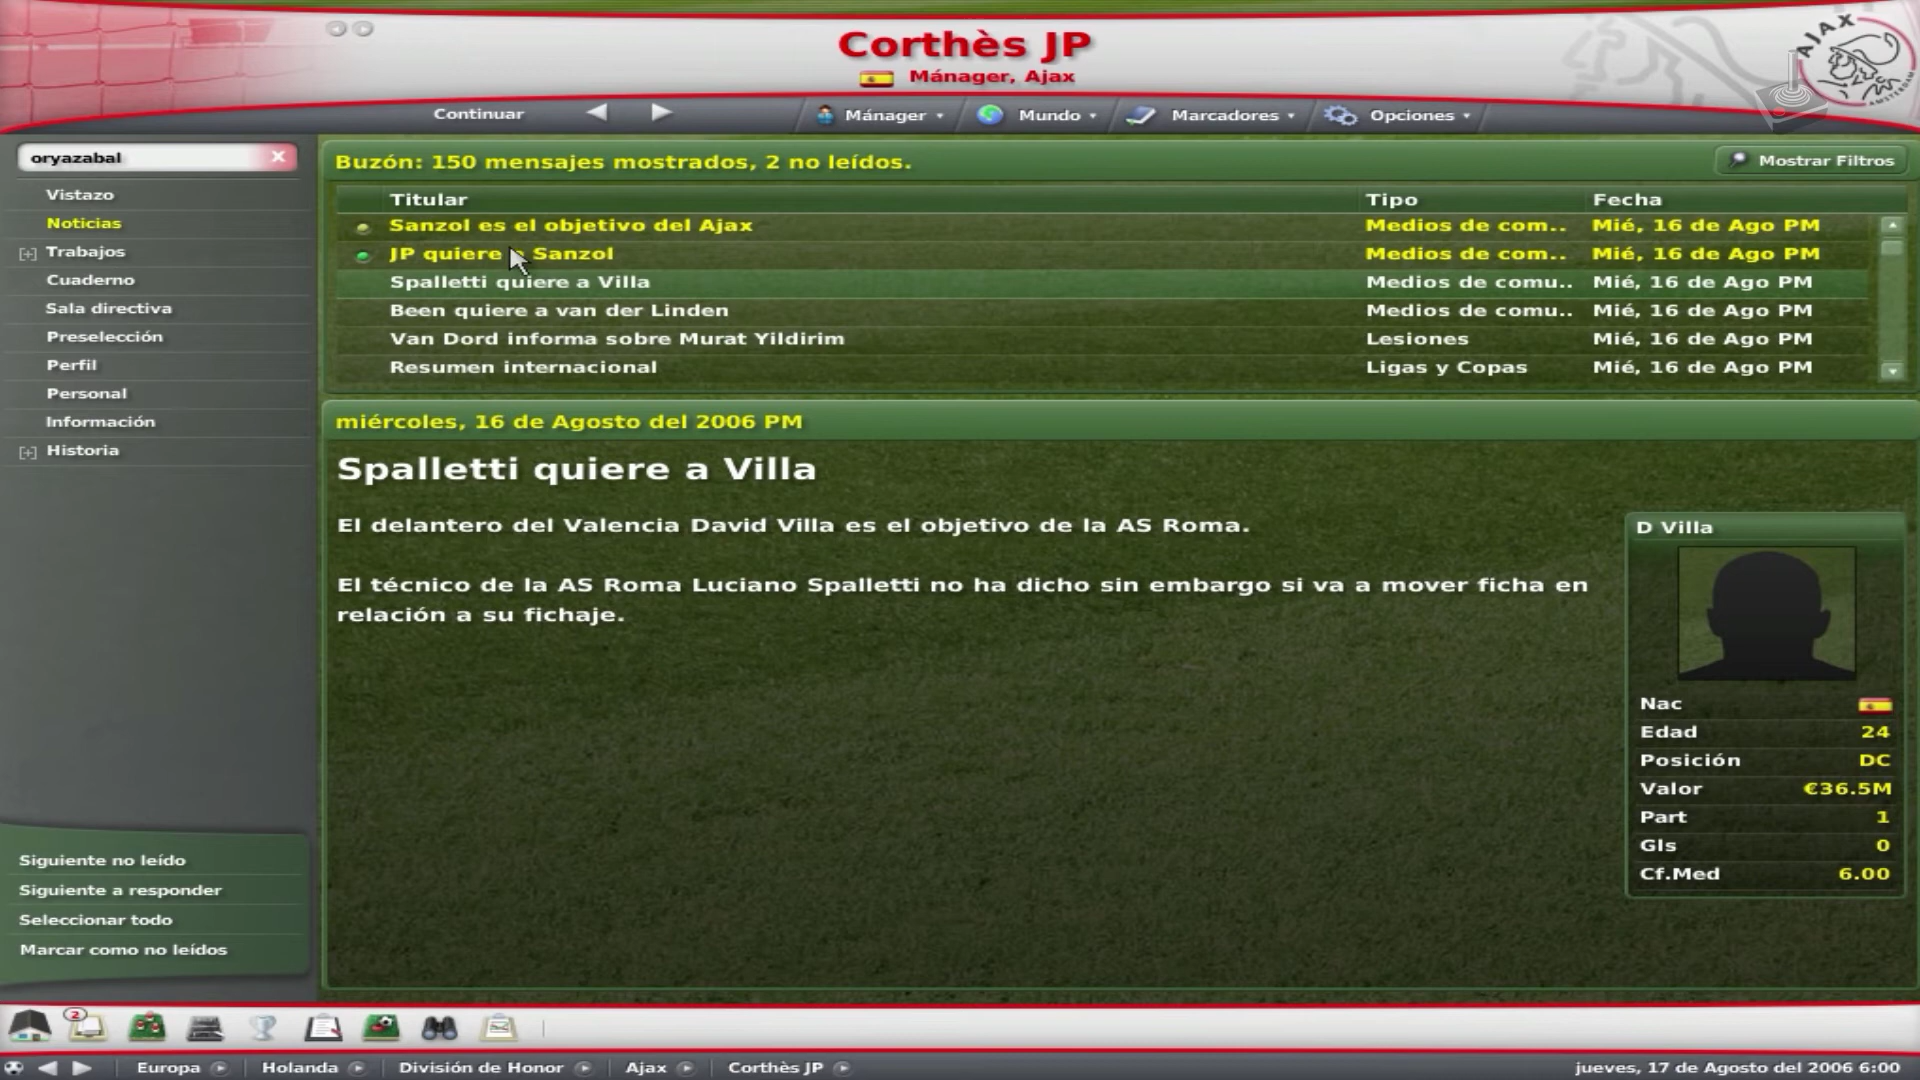 Corthès JP
Mánager, Ajax
AJAX
AMSTERDAM
Continuar
Mánager
Mundo
Marcadores
Opciones
oryazabal
Vistazo
Noticias
[+] Trabajos
Cuaderno
Sala directiva
Preselección
Perfil
Personal
Información
[+] Historia
Siguiente no leído
Siguiente a responder
Seleccionar todo
Marcar como no leídos
Buzón: 150 mensajes mostrados, 2 no leídos.
Mostrar Filtros
Titular Tipo Fecha
Sanzol es el objetivo del Ajax Medios de com.. Mié, 16 de Ago PM
JP quiere Sanzol Medios de com.. Mié, 16 de Ago PM
Spalletti quiere a Villa Medios de comu.. Mié, 16 de Ago PM
Been quiere a van der Linden Medios de comu.. Mié, 16 de Ago PM
Van Dord informa sobre Murat Yildirim Lesiones Mié, 16 de Ago PM
Resumen internacional Ligas y Copas Mié, 16 de Ago PM
miércoles, 16 de Agosto del 2006 PM
Spalletti quiere a Villa
El delantero del Valencia David Villa es el objetivo de la AS Roma.
El técnico de la AS Roma Luciano Spalletti no ha dicho sin embargo si va a mover ficha en
relación a su fichaje.
D Villa
Nac
Edad 24
Posición DC
Valor €36.5M
Part 1
Gls 0
Cf.Med 6.00
2
Europa
Holanda
División de Honor
Ajax
Corthès JP
jueves, 17 de Agosto del 2006 6:00